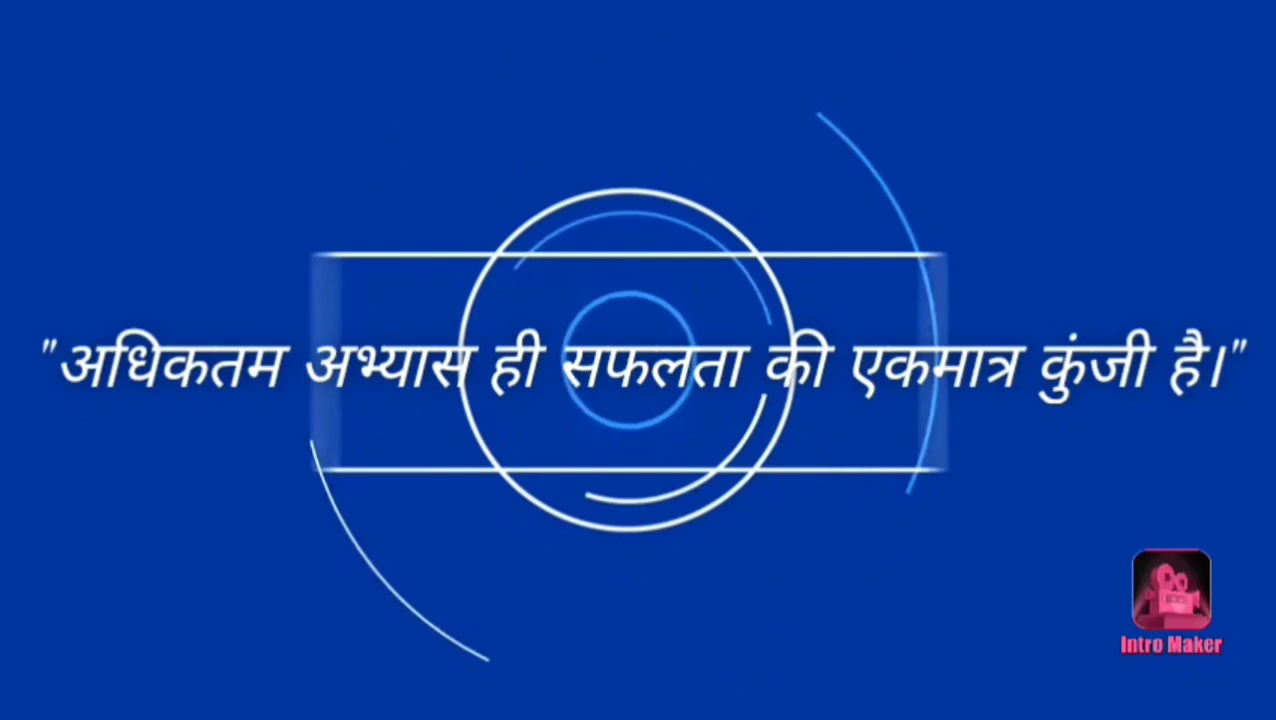 "अधिकतम अभ्यास ही सफलता की एकमात्र कुंजी है।"
Intro Maker